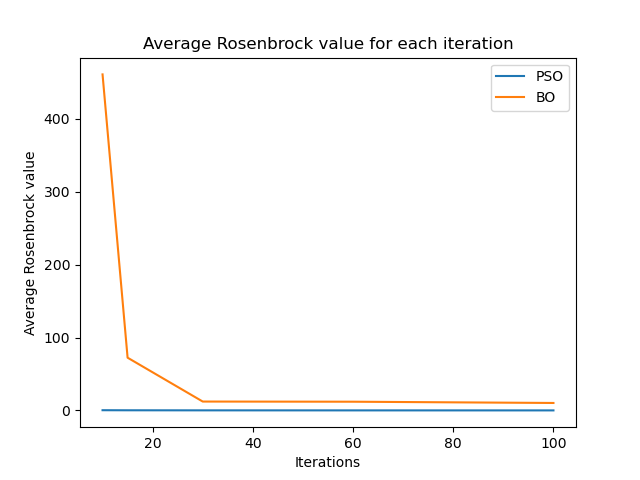 Average Rosenbrock value for each iteration
PSO
BO
Average Rosenbrock value
400
300
200
100
0
20
40
60
80
100
Iterations